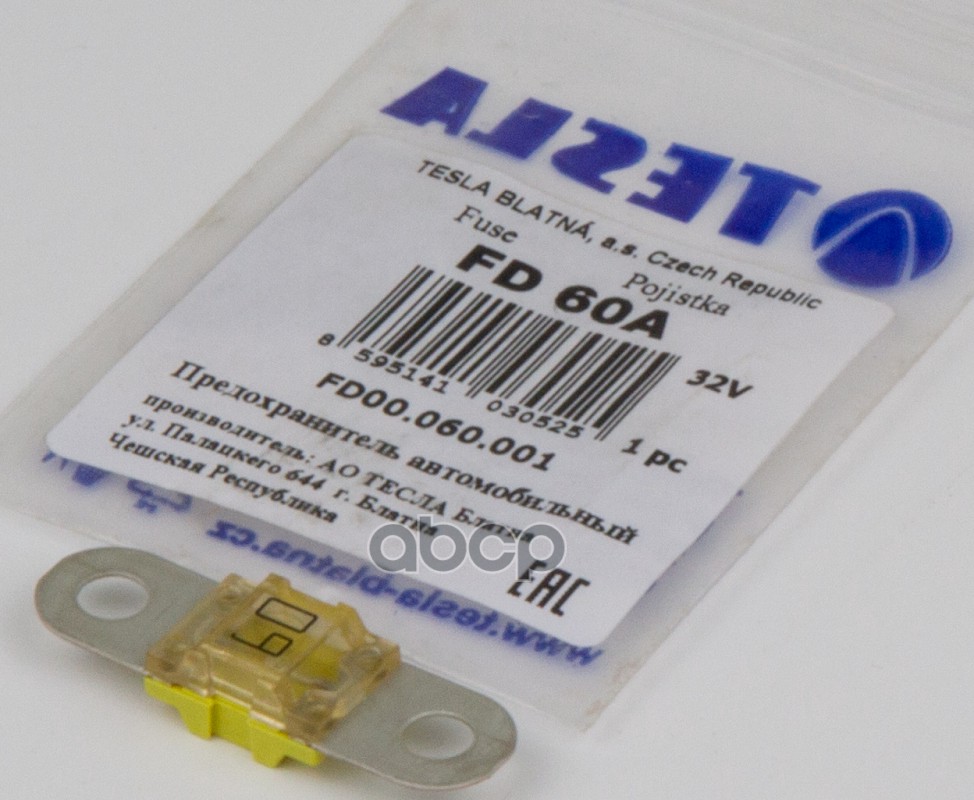 TESLA
TESLA BLATNÁ, a.s. Czech Republic
Fuse Pojistka
FD 60A
32V
8 595141 030525
FD00.060.001
1 pc
Предохранитель автомобильный
производитель: АО ТЕСЛА Блатна
ул. Палацкего 644 г. Блатна
Чешская Республика
EAC
abcp
www.tesla-blatna.cz
60